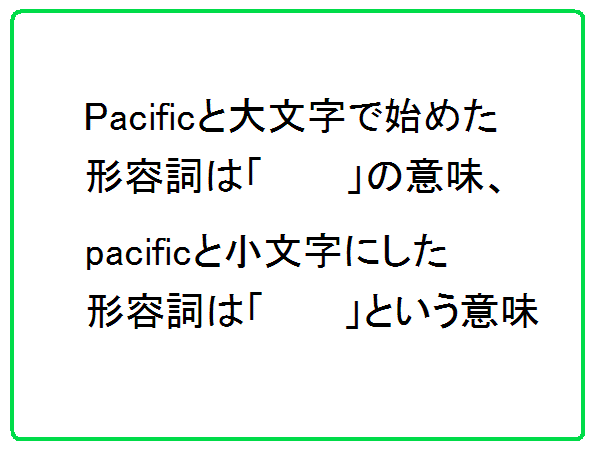 Pacificと大文字で始めた
形容詞は「　　」の意味、
pacificと小文字にした
形容詞は「　　」という意味